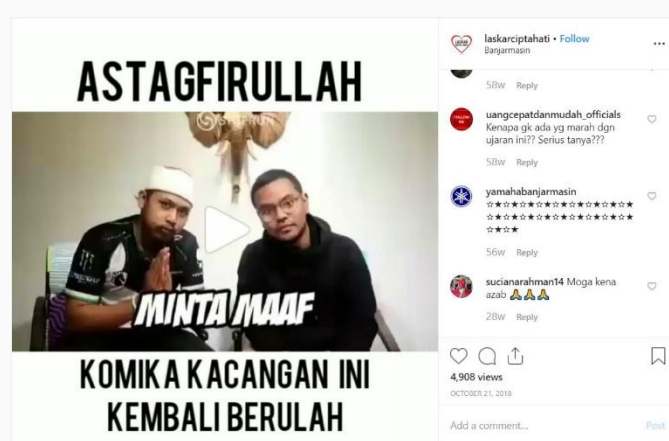 ASTAGFIRULLAH
MINTA MAAF
KOMIKA KACANGAN INI
KEMBALI BERULAH
laskarciptahati • Follow
Banjarmasin
58w Reply
uangcepatdanmudah_officials
Kenapa gk ada yg marah dgn
ujaran ini?? Serius tanya???
58w Reply
yamahabanjarmasin
☆★☆★☆★☆★☆★☆★☆★☆★☆★
☆★☆★☆★☆★☆★☆★☆★☆★☆★
☆★☆★
56w Reply
sucianarahman14 Moga kena
azab 🙏🙏🙏
28w Reply
4,908 views
OCTOBER 21, 2018
Add a comment...
Post